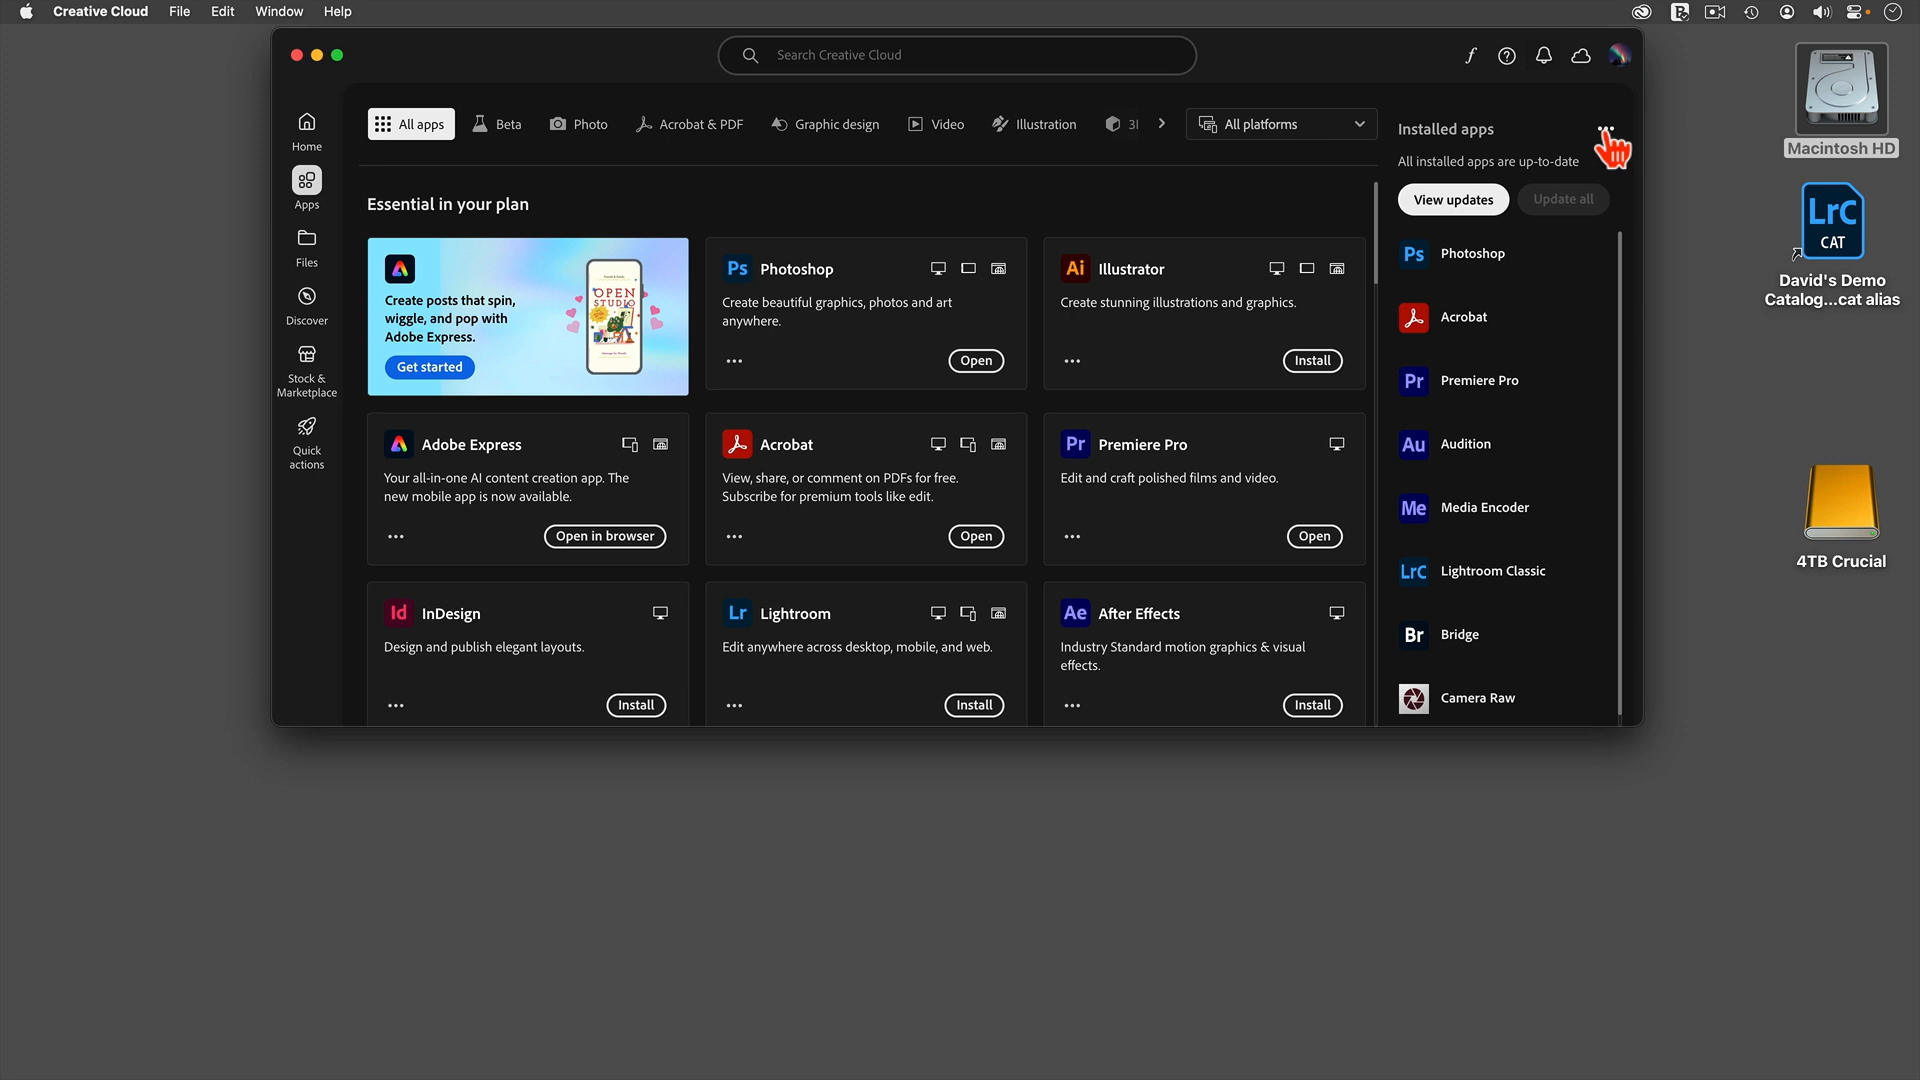 Creative Cloud File Edit Window Help
Search Creative Cloud
Home
Apps
Files
Discover
Stock &
Marketplace
Quick
actions
All apps Beta Photo Acrobat & PDF Graphic design Video Illustration All platforms
Essential in your plan
Create posts that spin,
wiggle, and pop with
Adobe Express.
Get started
OPEN
STUDIO
Ps Photoshop
Create beautiful graphics, photos and art
anywhere.
Open
Ai Illustrator
Create stunning illustrations and graphics.
Install
Adobe Express
Your all-in-one AI content creation app. The
new mobile app is now available.
Open in browser
Acrobat
View, share, or comment on PDFs for free.
Subscribe for premium tools like edit.
Open
Pr Premiere Pro
Edit and craft polished films and video.
Open
Id InDesign
Design and publish elegant layouts.
Install
Lr Lightroom
Edit anywhere across desktop, mobile, and web.
Install
Ae After Effects
Industry Standard motion graphics & visual
effects.
Install
Installed apps
All installed apps are up-to-date
View updates Update all
Ps Photoshop
Acrobat
Pr Premiere Pro
Au Audition
Me Media Encoder
LrC Lightroom Classic
Br Bridge
Camera Raw
Macintosh HD
LrC
CAT
David's Demo
Catalog...cat alias
4TB Crucial